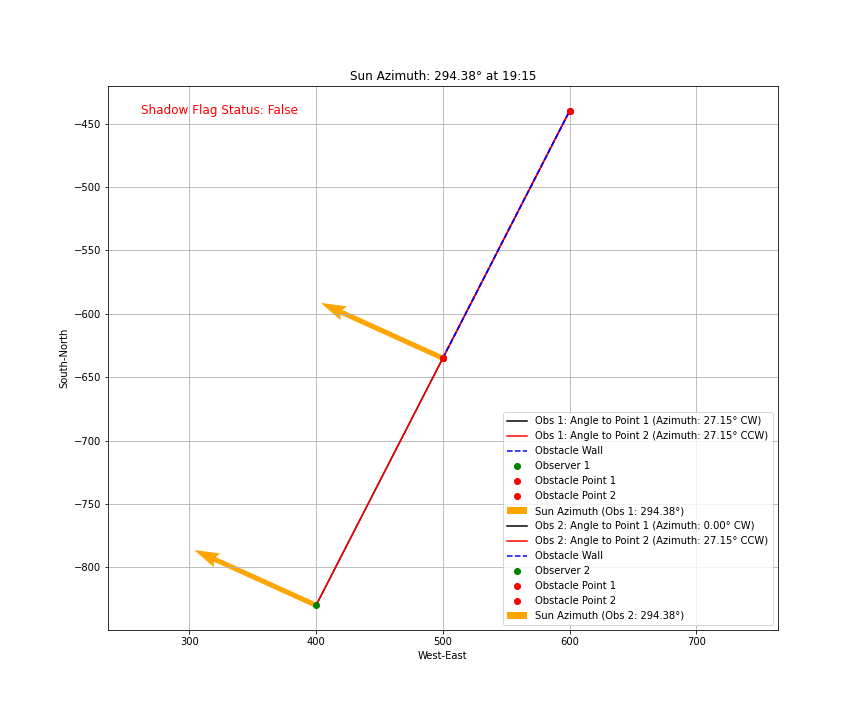 Sun Azimuth: 294.38° at 19:15
Shadow Flag Status: False
−450
−500
−550
−600
−650
−700
−750
−800
South-North
300
400
500
600
700
West-East
Obs 1: Angle to Point 1 (Azimuth: 27.15° CW)
Obs 1: Angle to Point 2 (Azimuth: 27.15° CCW)
Obstacle Wall
Observer 1
Obstacle Point 1
Obstacle Point 2
Sun Azimuth (Obs 1: 294.38°)
Obs 2: Angle to Point 1 (Azimuth: 0.00° CW)
Obs 2: Angle to Point 2 (Azimuth: 27.15° CCW)
Obstacle Wall
Observer 2
Obstacle Point 1
Obstacle Point 2
Sun Azimuth (Obs 2: 294.38°)